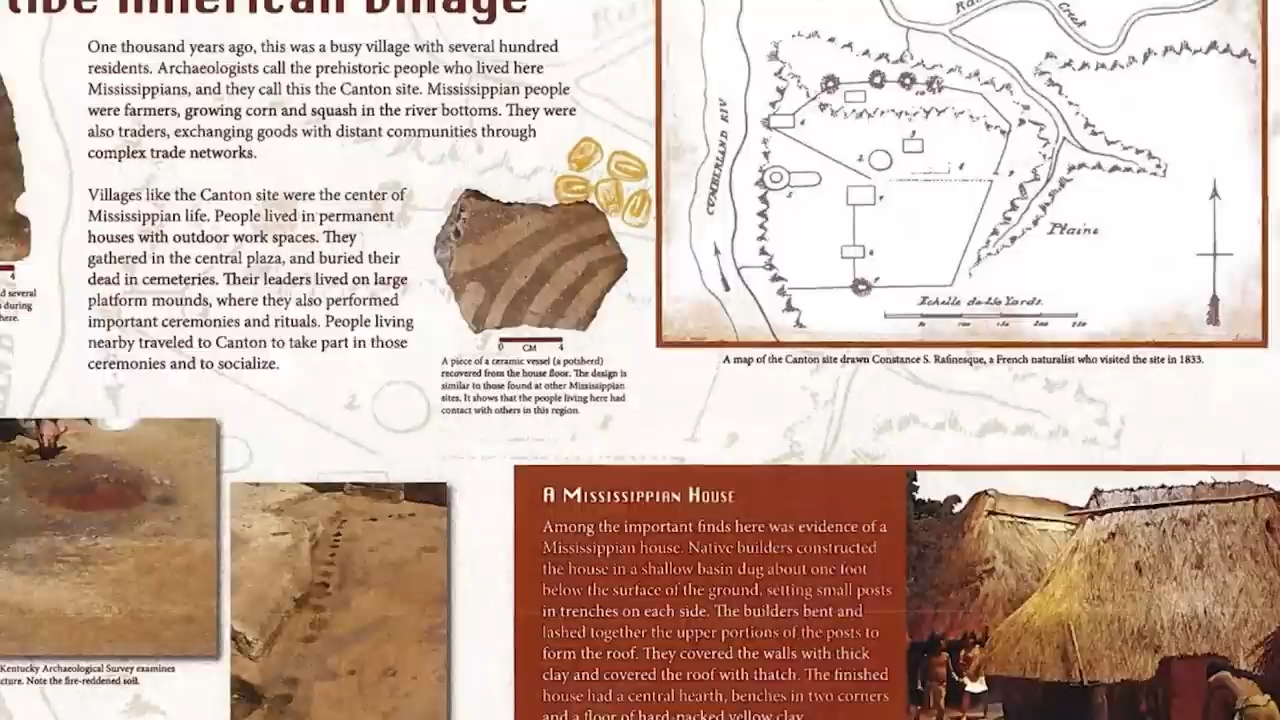 tive American Village
One thousand years ago, this was a busy village with several hundred
residents. Archaeologists call the prehistoric people who lived here
Mississippians, and they call this the Canton site. Mississippian people
were farmers, growing corn and squash in the river bottoms. They were
also traders, exchanging goods with distant communities through
complex trade networks.
Villages like the Canton site were the center of
Mississippian life. People lived in permanent
houses with outdoor work spaces. They
gathered in the central plaza, and buried their
dead in cemeteries. Their leaders lived on large
platform mounds, where they also performed
important ceremonies and rituals. People living
nearby traveled to Canton to take part in those
ceremonies and to socialize.
4
d several
during
here.
0 CM 4
A piece of a ceramic vessel (a potsherd)
recovered from the house floor. The design is
similar to those found at other Mississippian
sites. It shows that the people living here had
contact with others in this region.
Creek
CUMBERLAND RIV
Plains
A map of the Canton site drawn Constance S. Rafinesque, a French naturalist who visited the site in 1833.
Kentucky Archaeological Survey examines
cture. Note the fire-reddened soil.
A Mississippian House
Among the important finds here was evidence of a
Mississippian house. Native builders constructed
the house in a shallow basin dug about one foot
below the surface of the ground, setting small posts
in trenches on each side. The builders bent and
lashed together the upper portions of the posts to
form the roof. They covered the walls with thick
clay and covered the roof with thatch. The finished
house had a central hearth, benches in two corners
and a floor of hard-packed yellow clay.